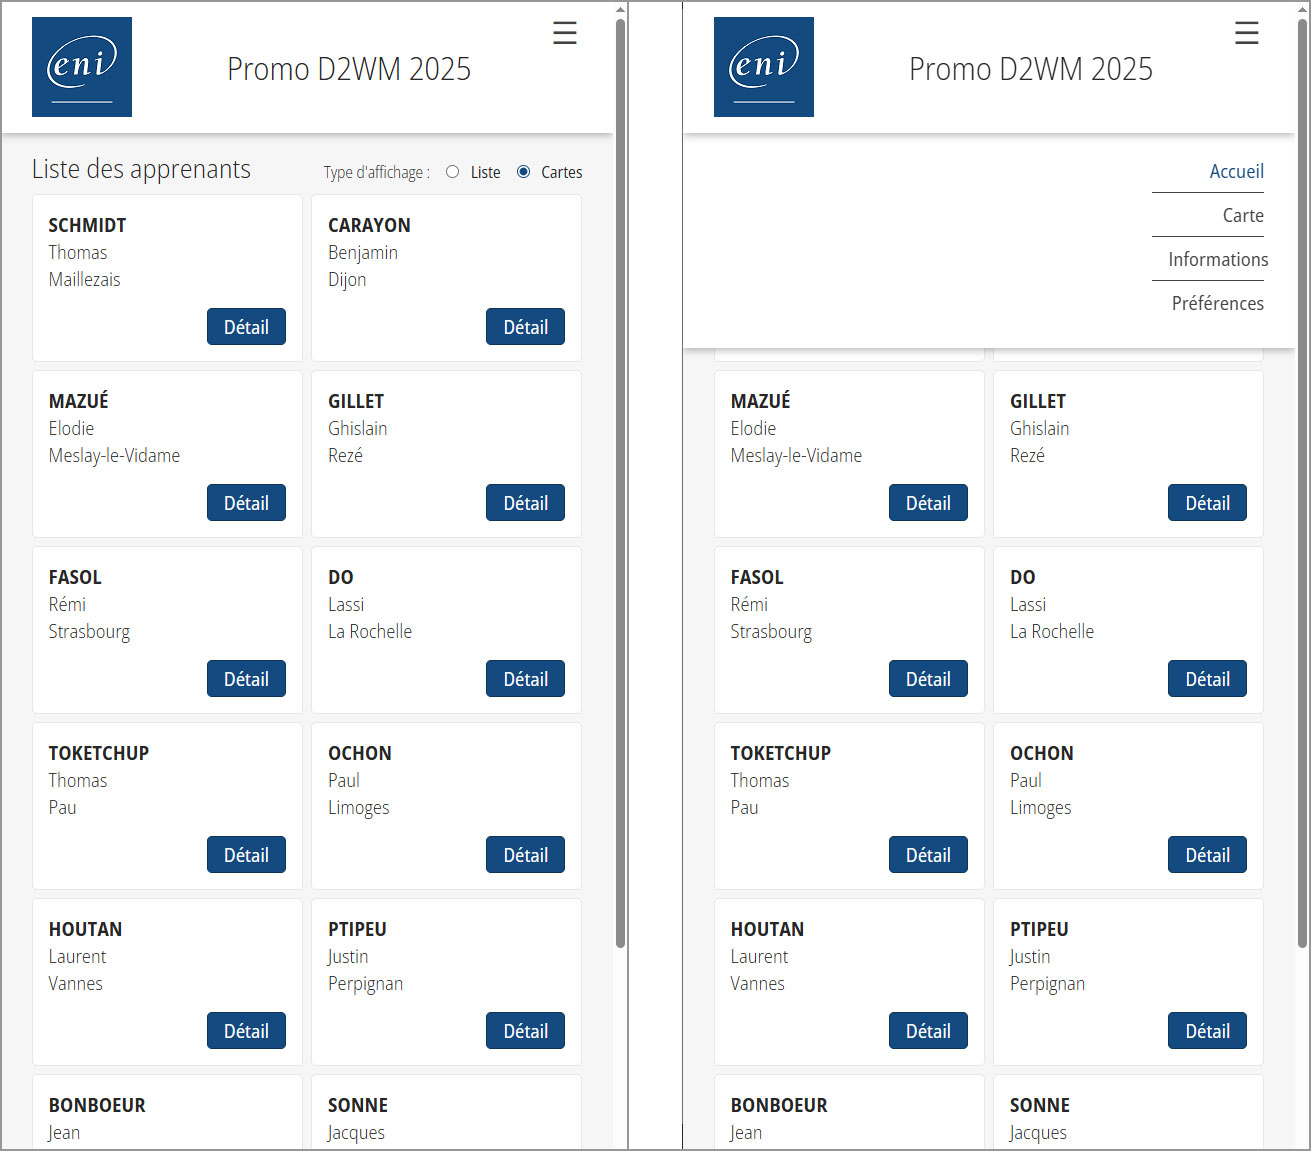 eni
Promo D2WM 2025
Liste des apprenants
Type d'affichage : Liste Cartes
SCHMIDT
Thomas
Maillezais
Détail
CARAYON
Benjamin
Dijon
Détail
MAZUÉ
Elodie
Meslay-le-Vidame
Détail
GILLET
Ghislain
Rezé
Détail
FASOL
Rémi
Strasbourg
Détail
DO
Lassi
La Rochelle
Détail
TOKETCHUP
Thomas
Pau
Détail
OCHON
Paul
Limoges
Détail
HOUTAN
Laurent
Vannes
Détail
PTIPEU
Justin
Perpignan
Détail
BONBOEUR
Jean
SONNE
Jacques
eni
Promo D2WM 2025
Accueil
Carte
Informations
Préférences
MAZUÉ
Elodie
Meslay-le-Vidame
Détail
GILLET
Ghislain
Rezé
Détail
FASOL
Rémi
Strasbourg
Détail
DO
Lassi
La Rochelle
Détail
TOKETCHUP
Thomas
Pau
Détail
OCHON
Paul
Limoges
Détail
HOUTAN
Laurent
Vannes
Détail
PTIPEU
Justin
Perpignan
Détail
BONBOEUR
Jean
SONNE
Jacques